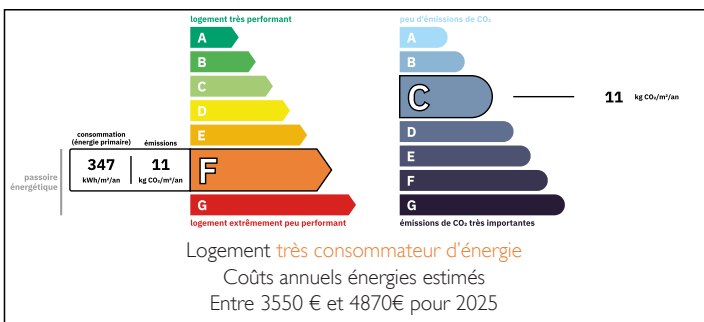 logement très performant
A
B
C
D
E
consommation
(énergie primaire)
émissions
347
kWh/m²/an
11
kg CO₂/m²/an
F
passoire
énergétique
G
logement extrêmement peu performant
peu d'émissions de CO₂
A
B
C
11 kg CO₂/m²/an
D
E
F
G
émissions de CO₂ très importantes
Logement très consommateur d'énergie
Coûts annuels énergies estimés
Entre 3550 € et 4870€ pour 2025